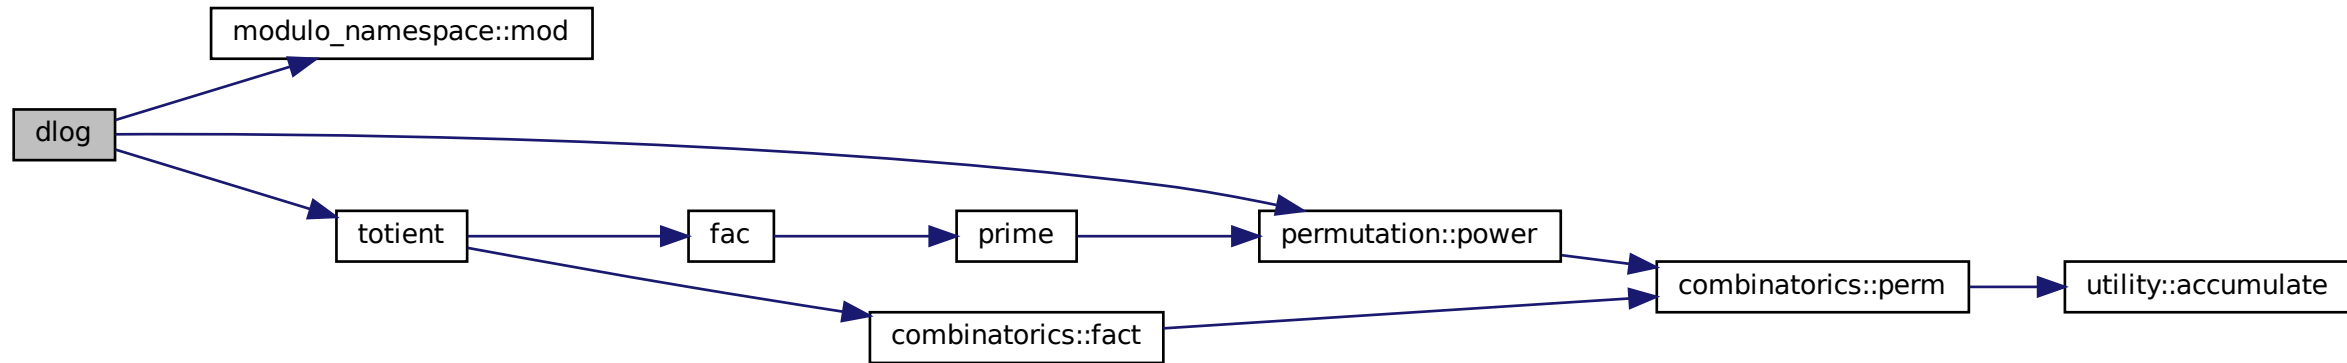 modulo_namespace::mod
dlog
totient
fac
prime
permutation::power
combinatorics::perm
utility::accumulate
combinatorics::fact